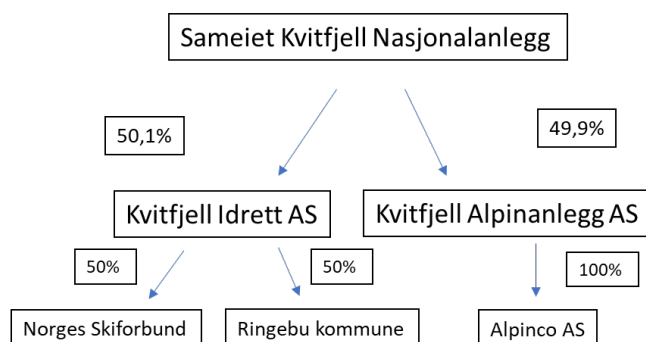 Sameiet Kvitfjell Nasjonalanlegg
50,1%
49,9%
Kvitfjell Idrett AS
Kvitfjell Alpinanlegg AS
50%
50%
100%
Norges Skiforbund
Ringebu kommune
Alpinco AS